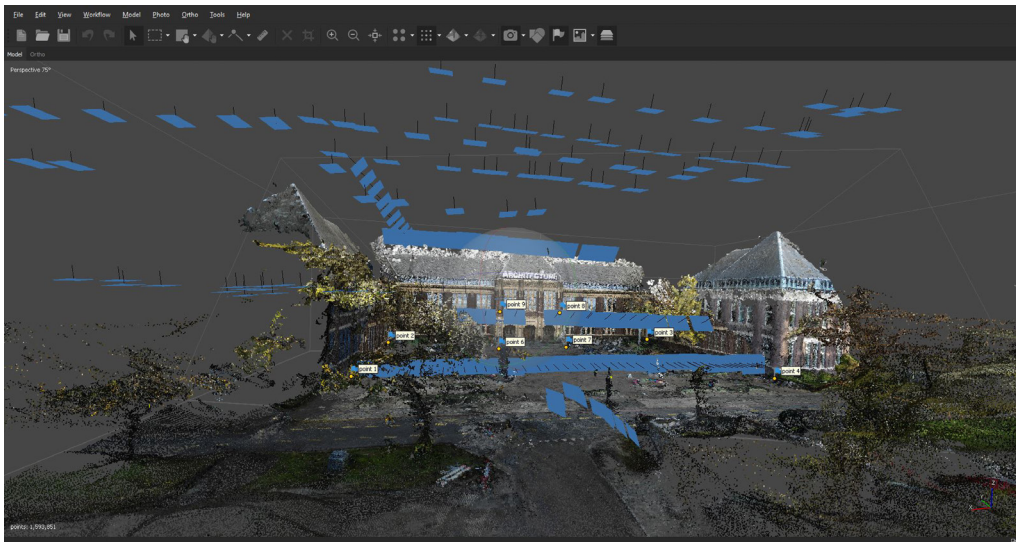 File Edit View Workflow Model Photo Ortho Tools Help
Model Ortho
Perspective 75°
ARCHITECTURE
point 9
point 8
point 2
point 3
point 6
point 7
point 1
point 4
Z
X
points: 1,593,851